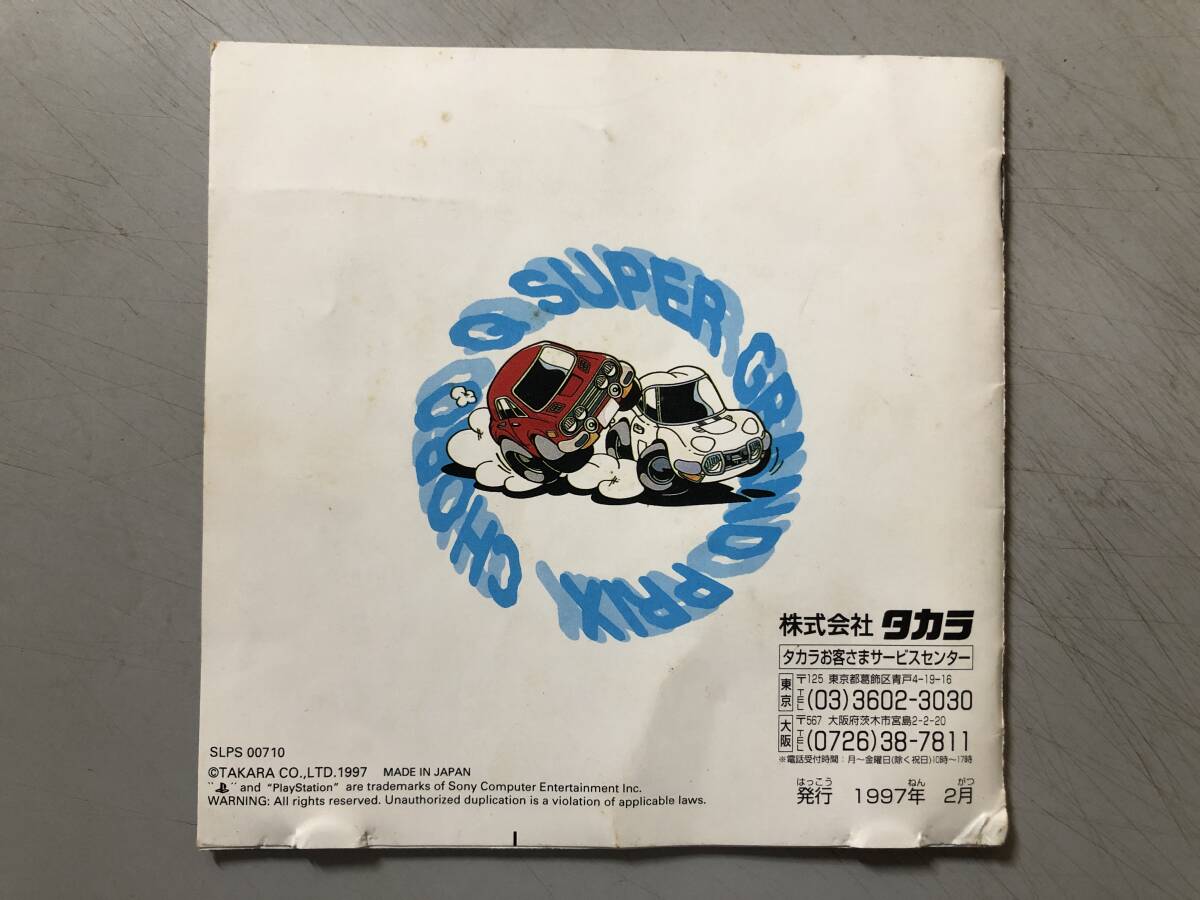 CHORO Q SUPER GRAND PRIX
株式会社 タカラ
タカラお客さまサービスセンター
東京 〒125 東京都葛飾区青戸4-19-16
TEL (03)3602-3030
大阪 〒567 大阪府茨木市宮島2-2-20
TEL (0726)38-7811
※電話受付時間：月～金曜日(除く祝日)10時～17時
はっこう ねん がつ
発行 1997年 2月
SLPS 00710
©TAKARA CO.,LTD.1997 MADE IN JAPAN
" " and "PlayStation" are trademarks of Sony Computer Entertainment Inc.
WARNING: All rights reserved. Unauthorized duplication is a violation of applicable laws.